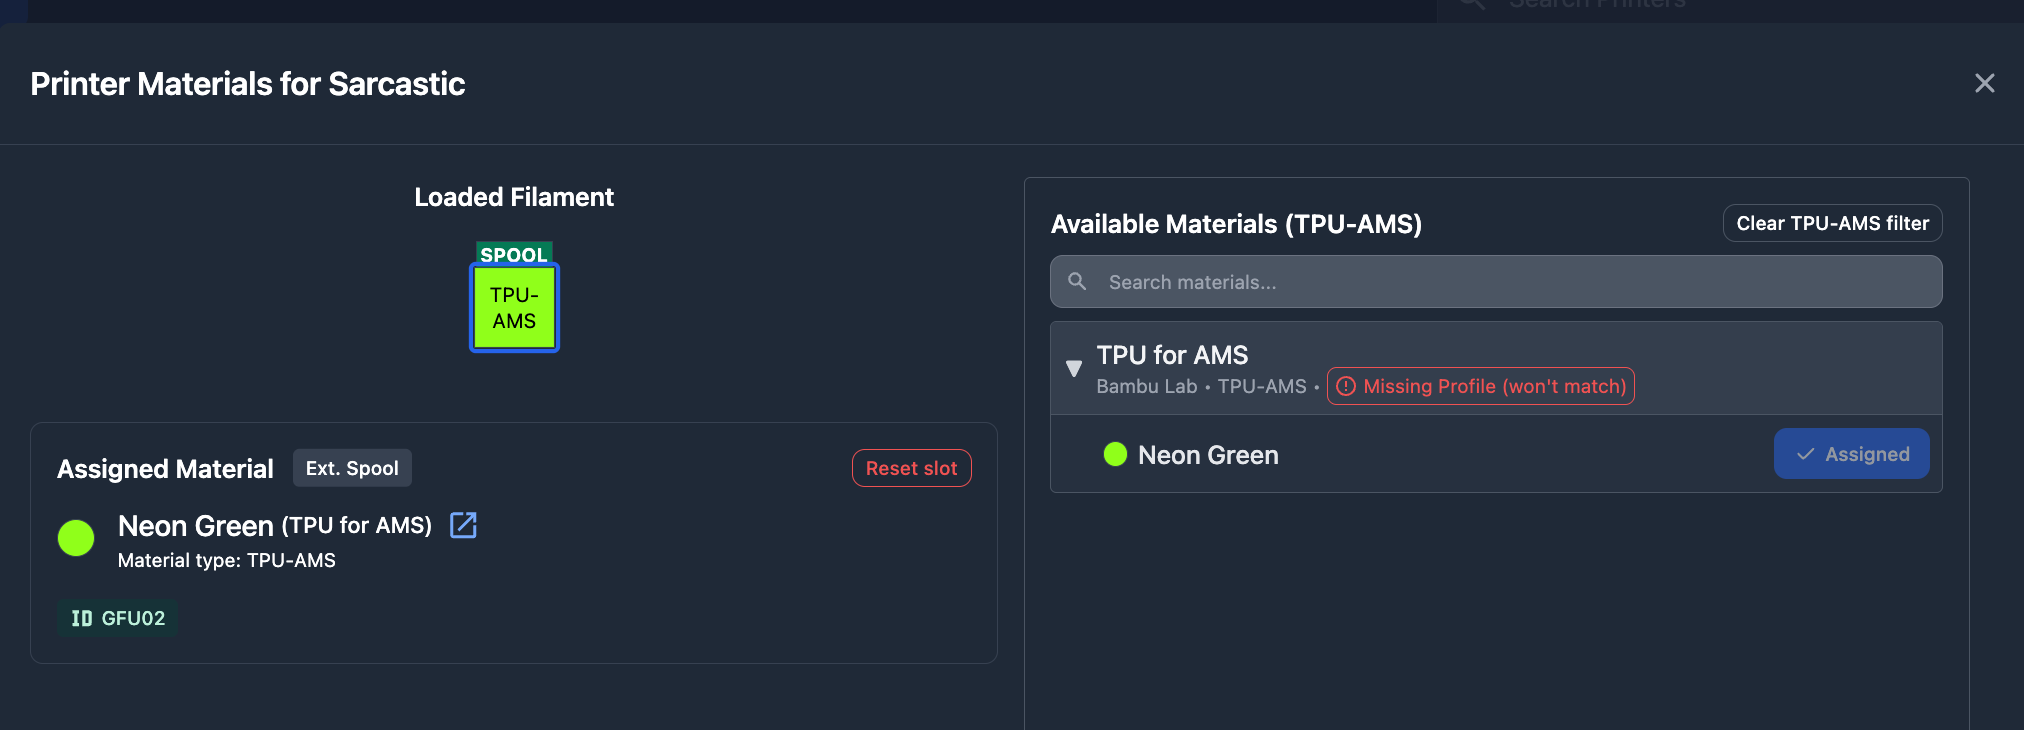 Search Printers
Printer Materials for Sarcastic
Loaded Filament
SPOOL
TPU-
AMS
Assigned Material
Ext. Spool
Reset slot
Neon Green (TPU for AMS)
Material type: TPU-AMS
ID GFU02
Available Materials (TPU-AMS)
Clear TPU-AMS filter
Search materials...
TPU for AMS
Bambu Lab • TPU-AMS • Missing Profile (won't match)
Neon Green
Assigned